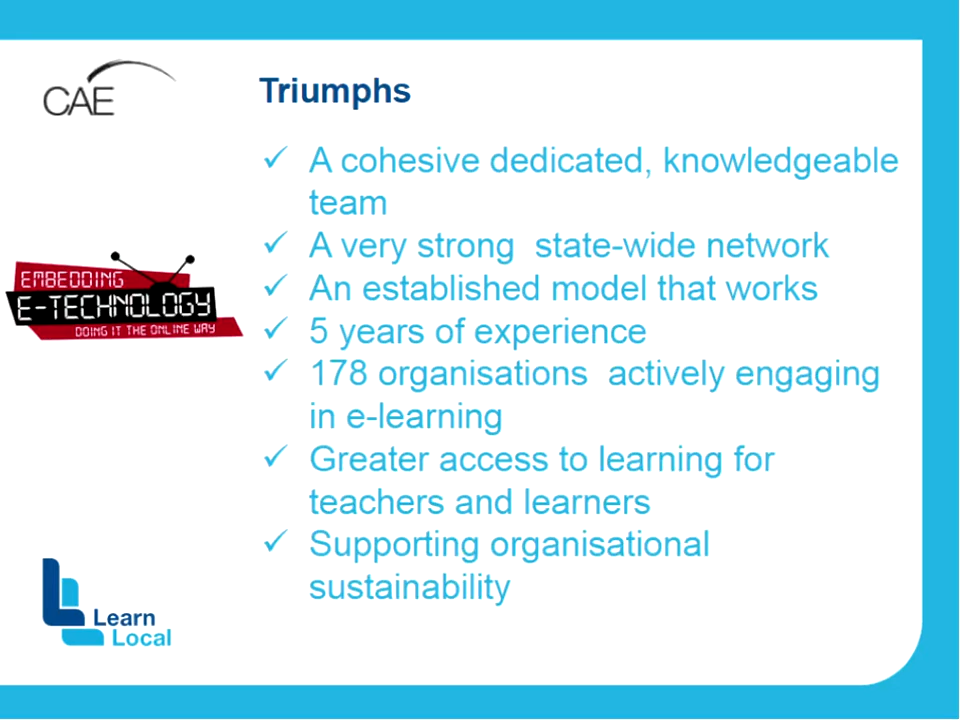 CAE
Triumphs
✓ A cohesive dedicated, knowledgeable
team
✓ A very strong  state-wide network
✓ An established model that works
✓ 5 years of experience
✓ 178 organisations  actively engaging
in e-learning
✓ Greater access to learning for
teachers and learners
✓ Supporting organisational
sustainability
EMBEDDING
E-TECHNOLOGY
DOING IT THE ONLINE WAY
Learn
Local